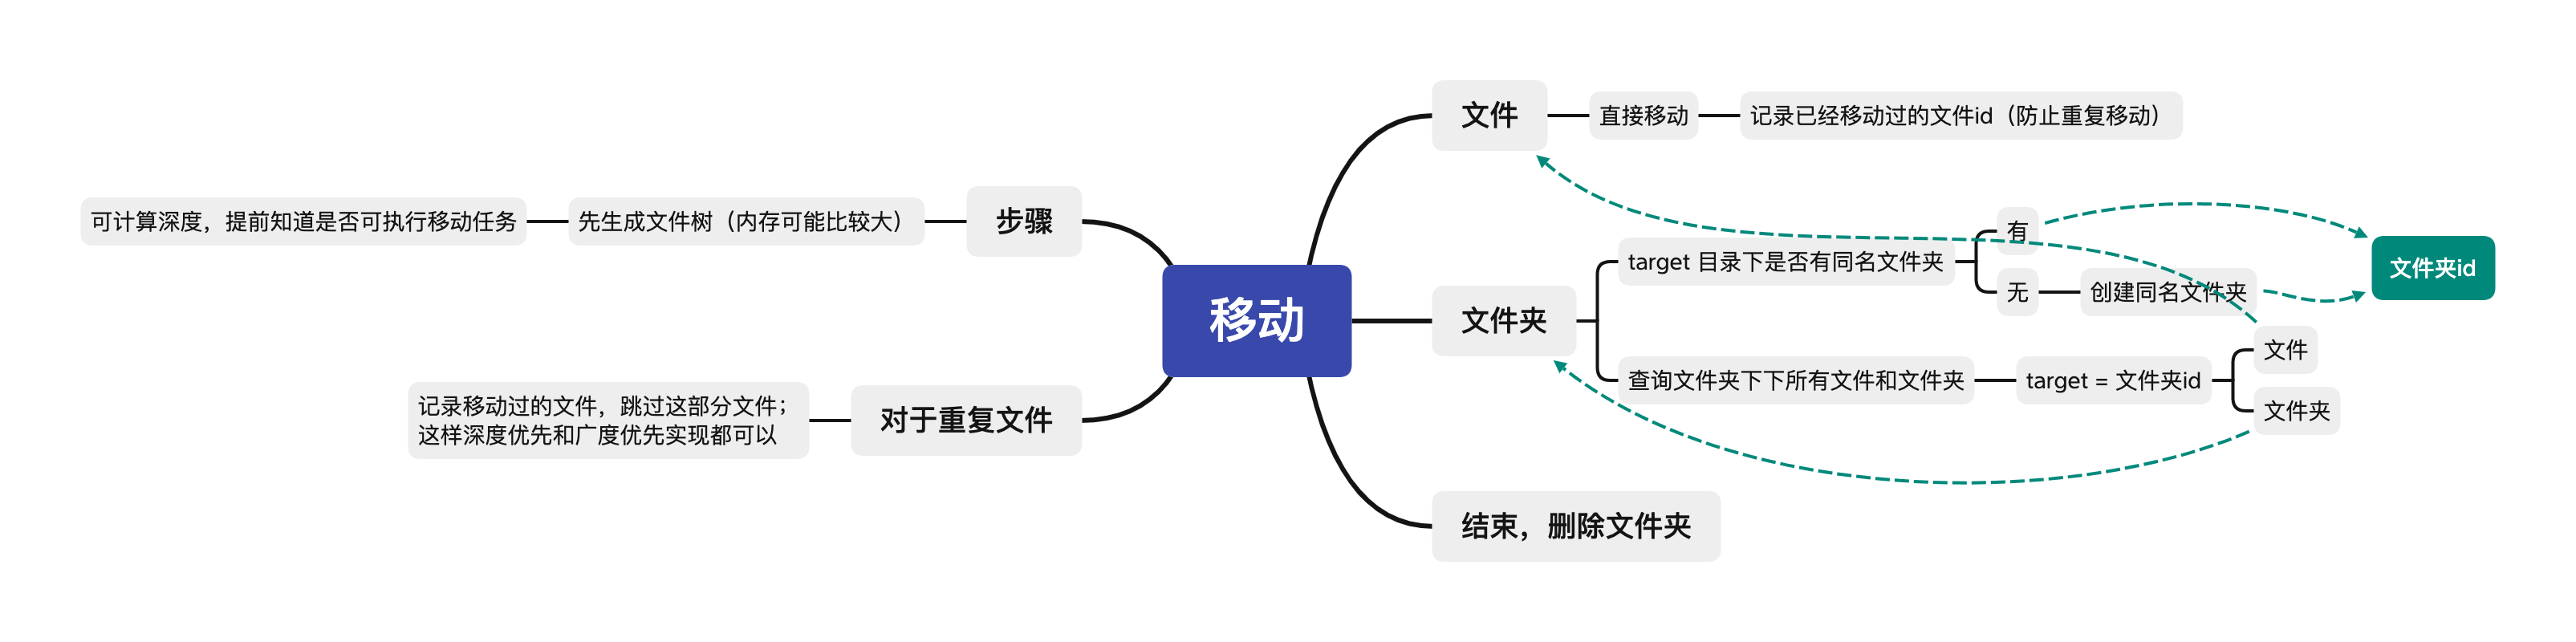 移动
文件
直接移动
记录已经移动过的文件id（防止重复移动）
文件夹
target 目录下是否有同名文件夹
有
无
创建同名文件夹
文件夹id
查询文件夹下下所有文件和文件夹
target = 文件夹id
文件
文件夹
结束，删除文件夹
步骤
先生成文件树（内存可能比较大）
可计算深度，提前知道是否可执行移动任务
对于重复文件
记录移动过的文件，跳过这部分文件；
这样深度优先和广度优先实现都可以